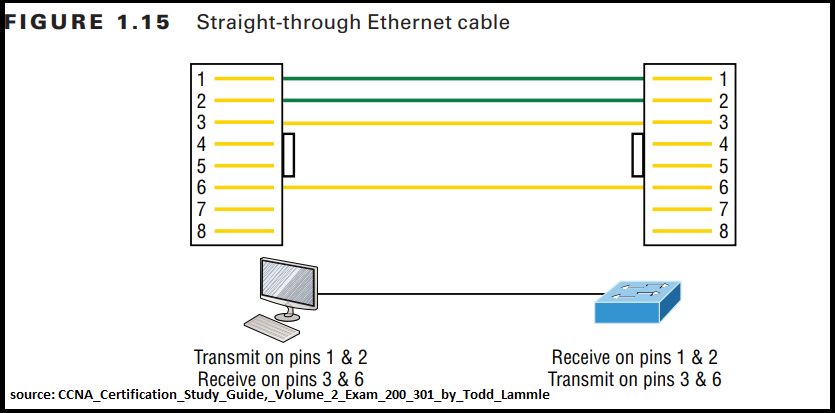 FIGURE 1.15 Straight-through Ethernet cable
1 1
2 2
3 3
4 4
5 5
6 6
7 7
8 8
Transmit on pins 1 & 2 Receive on pins 1 & 2
Receive on pins 3 & 6 Transmit on pins 3 & 6
source: CCNA_Certification_Study_Guide,_Volume_2_Exam_200_301_by_Todd_Lammle